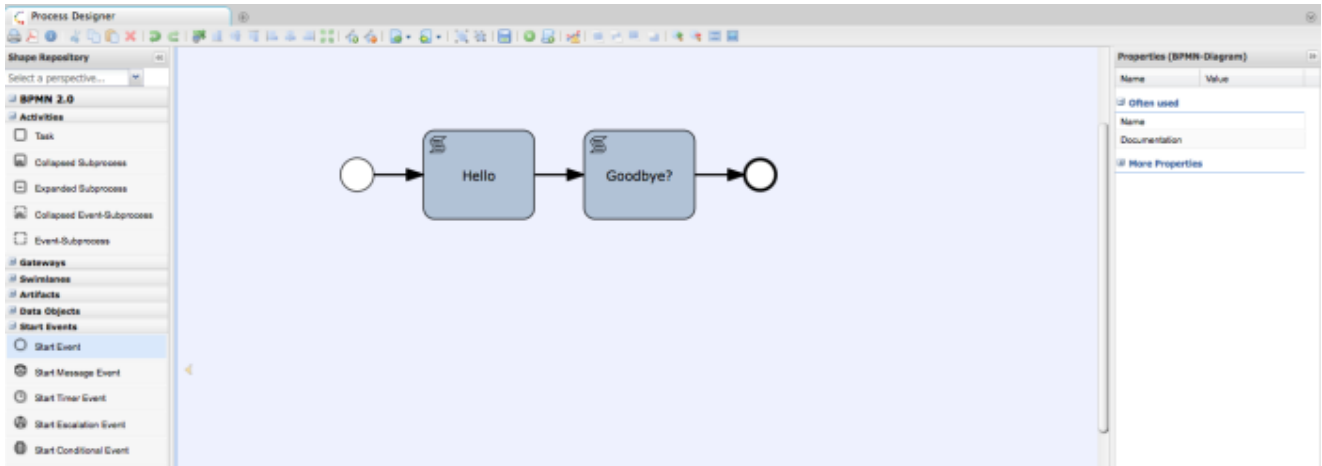 Process Designer
Shape Repository
Select a perspective...
BPMN 2.0
Activities
Task
Collapsed Subprocess
Expanded Subprocess
Collapsed Event-Subprocess
Event-Subprocess
Gateways
Swimlanes
Artifacts
Data Objects
Start Events
Start Event
Start Message Event
Start Timer Event
Start Escalation Event
Start Conditional Event
Hello
Goodbye?
Properties (BPMN-Diagram)
Name Value
Often used
Name
Documentation
More Properties